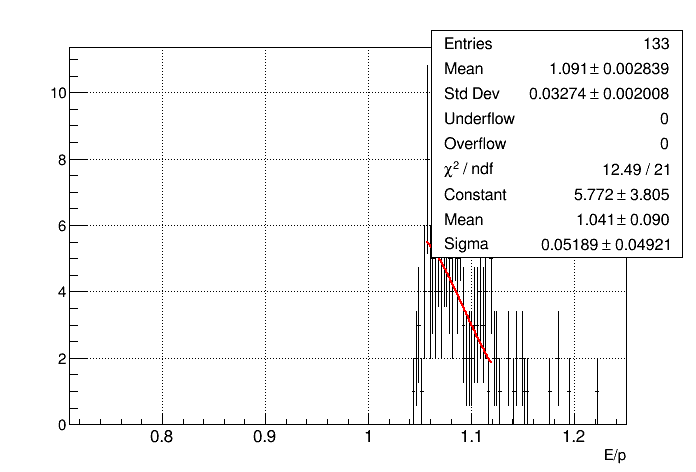 Entries 133
Mean 1.091 ± 0.002839
Std Dev 0.03274 ± 0.002008
Underflow 0
Overflow 0
χ² / ndf 12.49 / 21
Constant 5.772 ± 3.805
Mean 1.041 ± 0.090
Sigma 0.05189 ± 0.04921
10
8
6
4
2
0
0.8 0.9 1 1.1 1.2
E/p